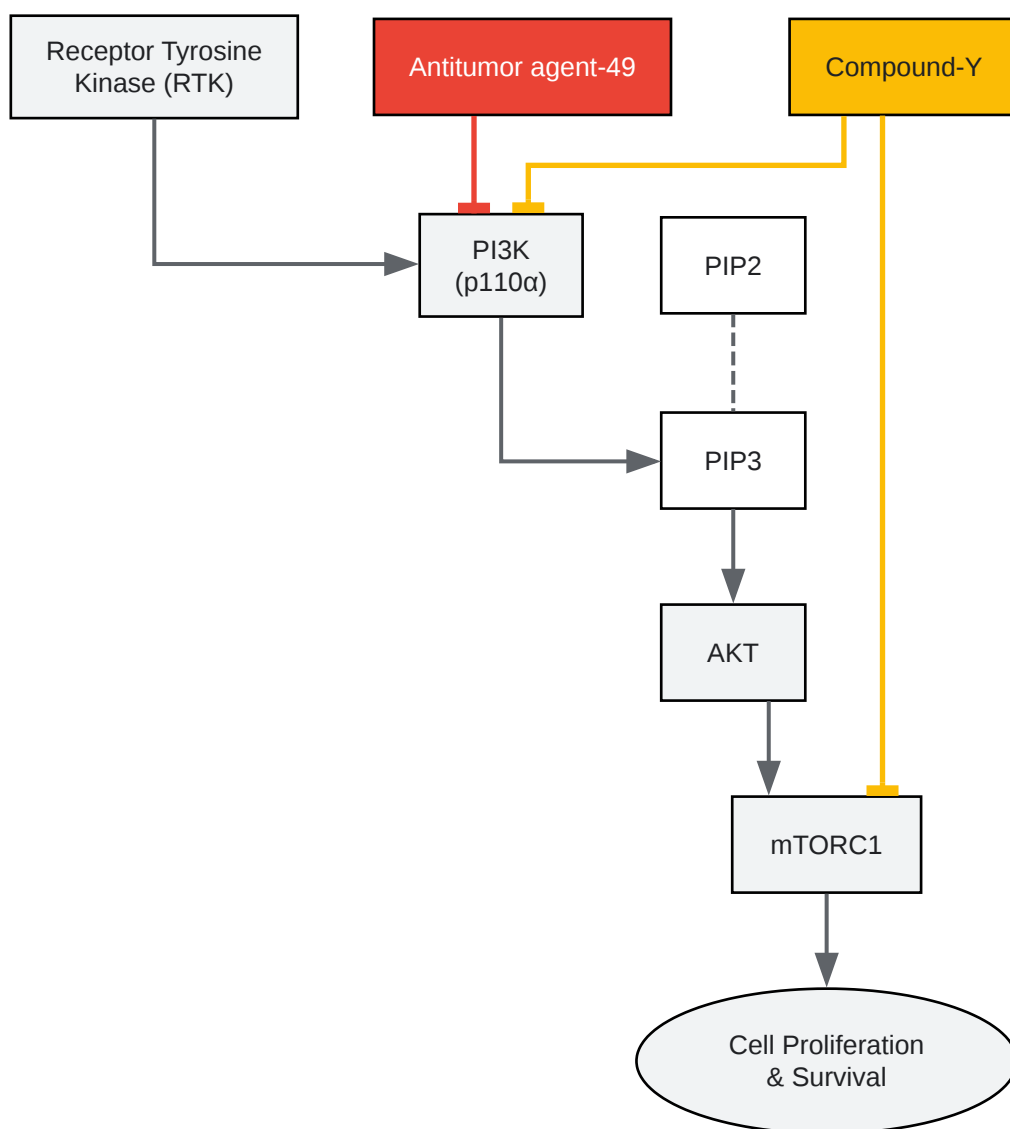 Receptor Tyrosine
Kinase (RTK)
Antitumor agent-49
Compound-Y
PI3K
(p110α)
PIP2
PIP3
AKT
mTORC1
Cell Proliferation
& Survival